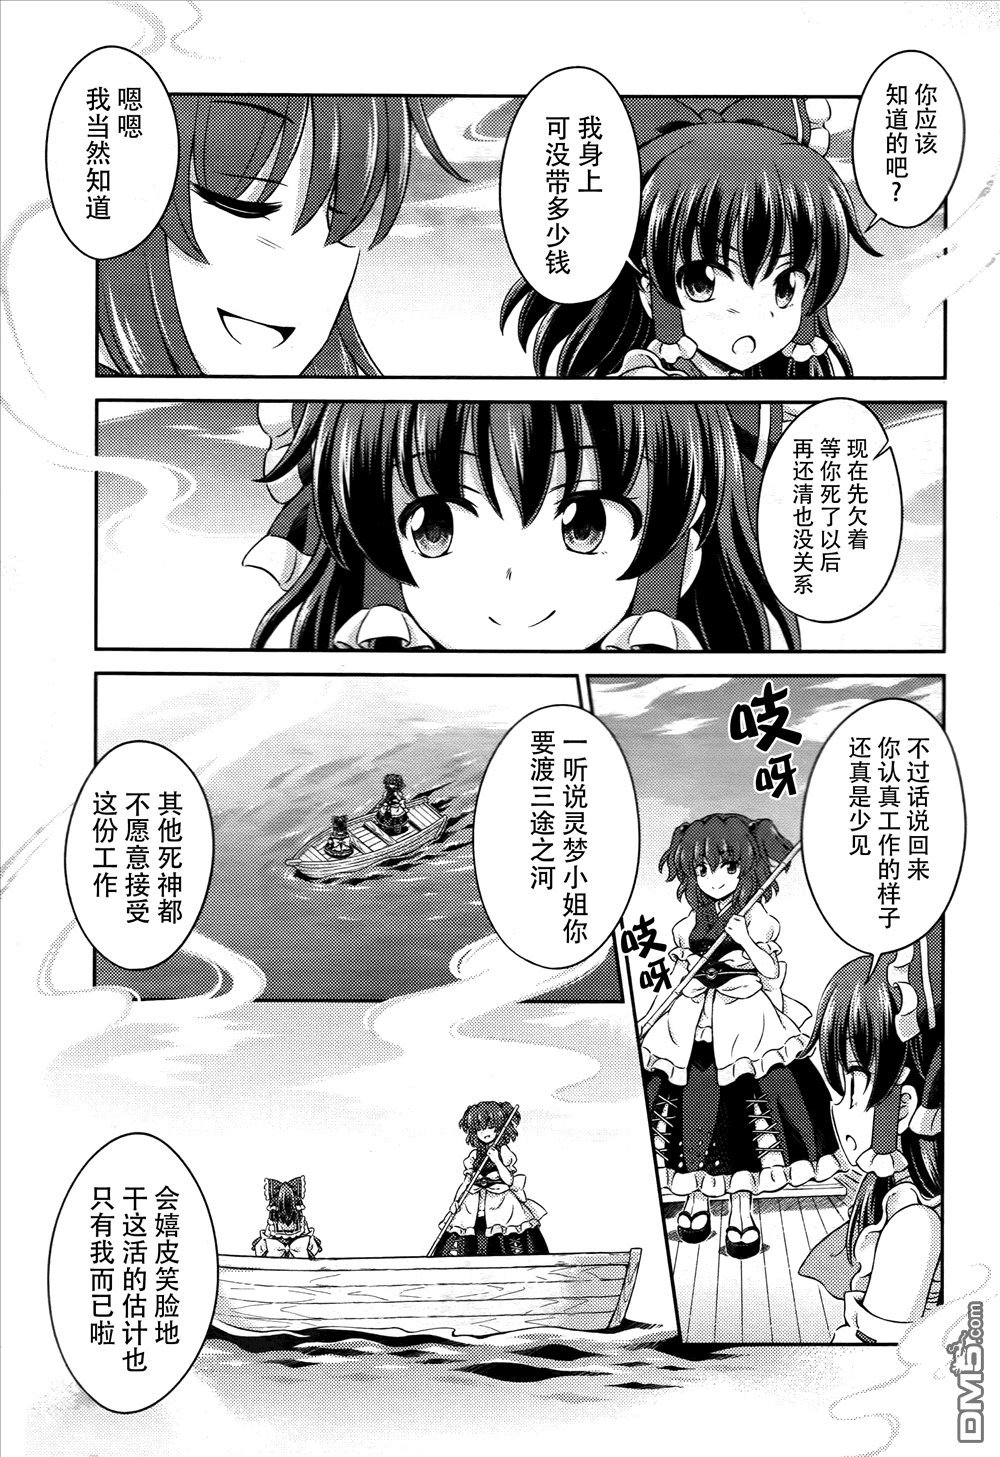 你应该
知道的吧?
我身上
可没带多少钱
嗯嗯
我当然知道
现在先欠着
等你死了以后
再还清也没关系
不过话说回来
你认真工作的样子
还真是少见
吱
呀
吱
呀
一听说灵梦小姐你
要渡三途之河
其他死神都
不愿意接受
这份工作
会嬉皮笑脸地
干这活的估计也
只有我而已啦
DM5.com